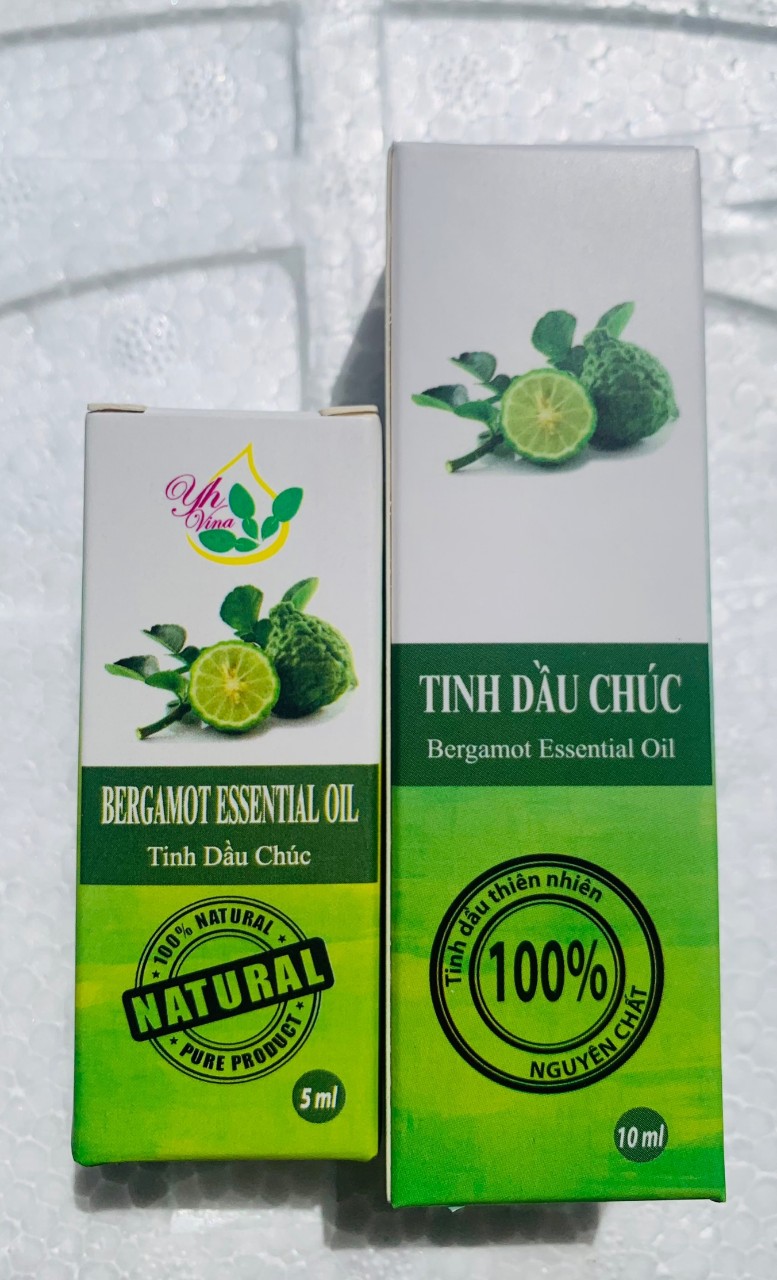 Yh
Vina
BERGAMOT ESSENTIAL OIL
Tinh Dầu Chúc
100% NATURAL
NATURAL
PURE PRODUCT
5 ml
TINH DẦU CHÚC
Bergamot Essential Oil
Tinh dầu thiên nhiên
100%
NGUYÊN CHẤT
10 ml